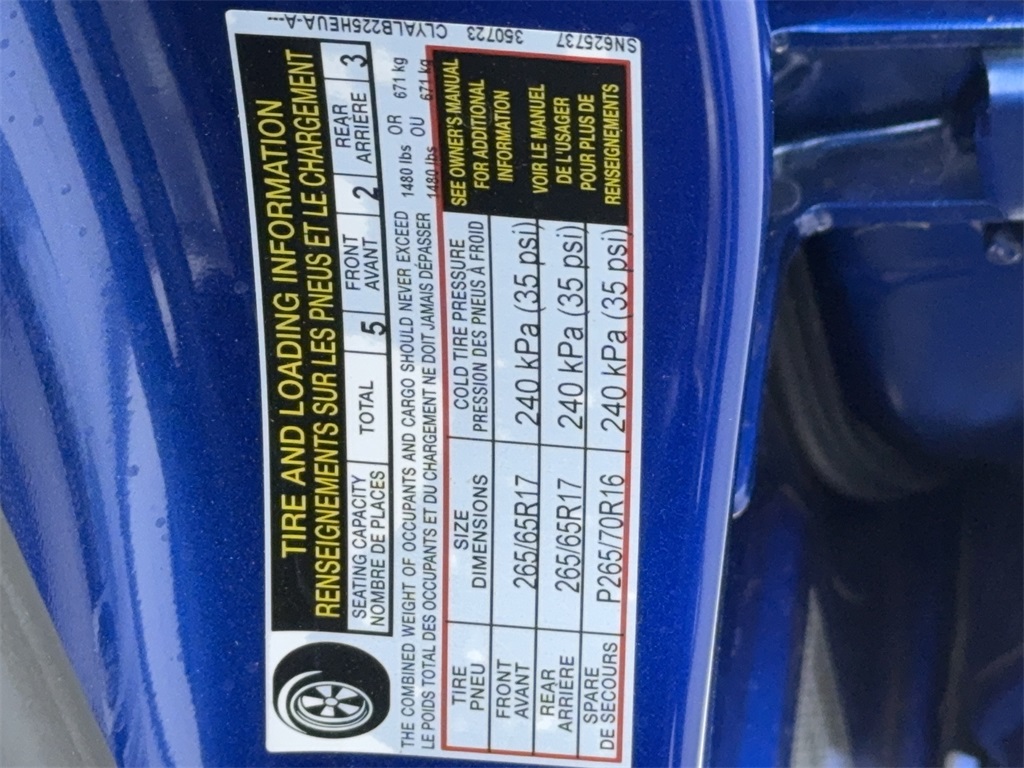 SN625737 350723 CLYALB225HEUA-A---
TIRE AND LOADING INFORMATION
RENSEIGNEMENTS SUR LES PNEUS ET LE CHARGEMENT
SEATING CAPACITY
NOMBRE DE PLACES
TOTAL 5
FRONT
AVANT 2
REAR
ARRIÈRE 3
THE COMBINED WEIGHT OF OCCUPANTS AND CARGO SHOULD NEVER EXCEED 1480 lbs OR 671 kg
LE POIDS TOTAL DES OCCUPANTS ET DU CHARGEMENT NE DOIT JAMAIS DÉPASSER 1480 lbs OU 671 kg
TIRE
PNEU
SIZE
DIMENSIONS
COLD TIRE PRESSURE
PRESSION DES PNEUS À FROID
FRONT
AVANT
265/65R17 240 kPa (35 psi)
REAR
ARRIÈRE
265/65R17 240 kPa (35 psi)
SPARE
DE SECOURS
P265/70R16 240 kPa (35 psi)
SEE OWNER'S MANUAL
FOR ADDITIONAL
INFORMATION
VOIR LE MANUEL
DE L'USAGER
POUR PLUS DE
RENSEIGNEMENTS